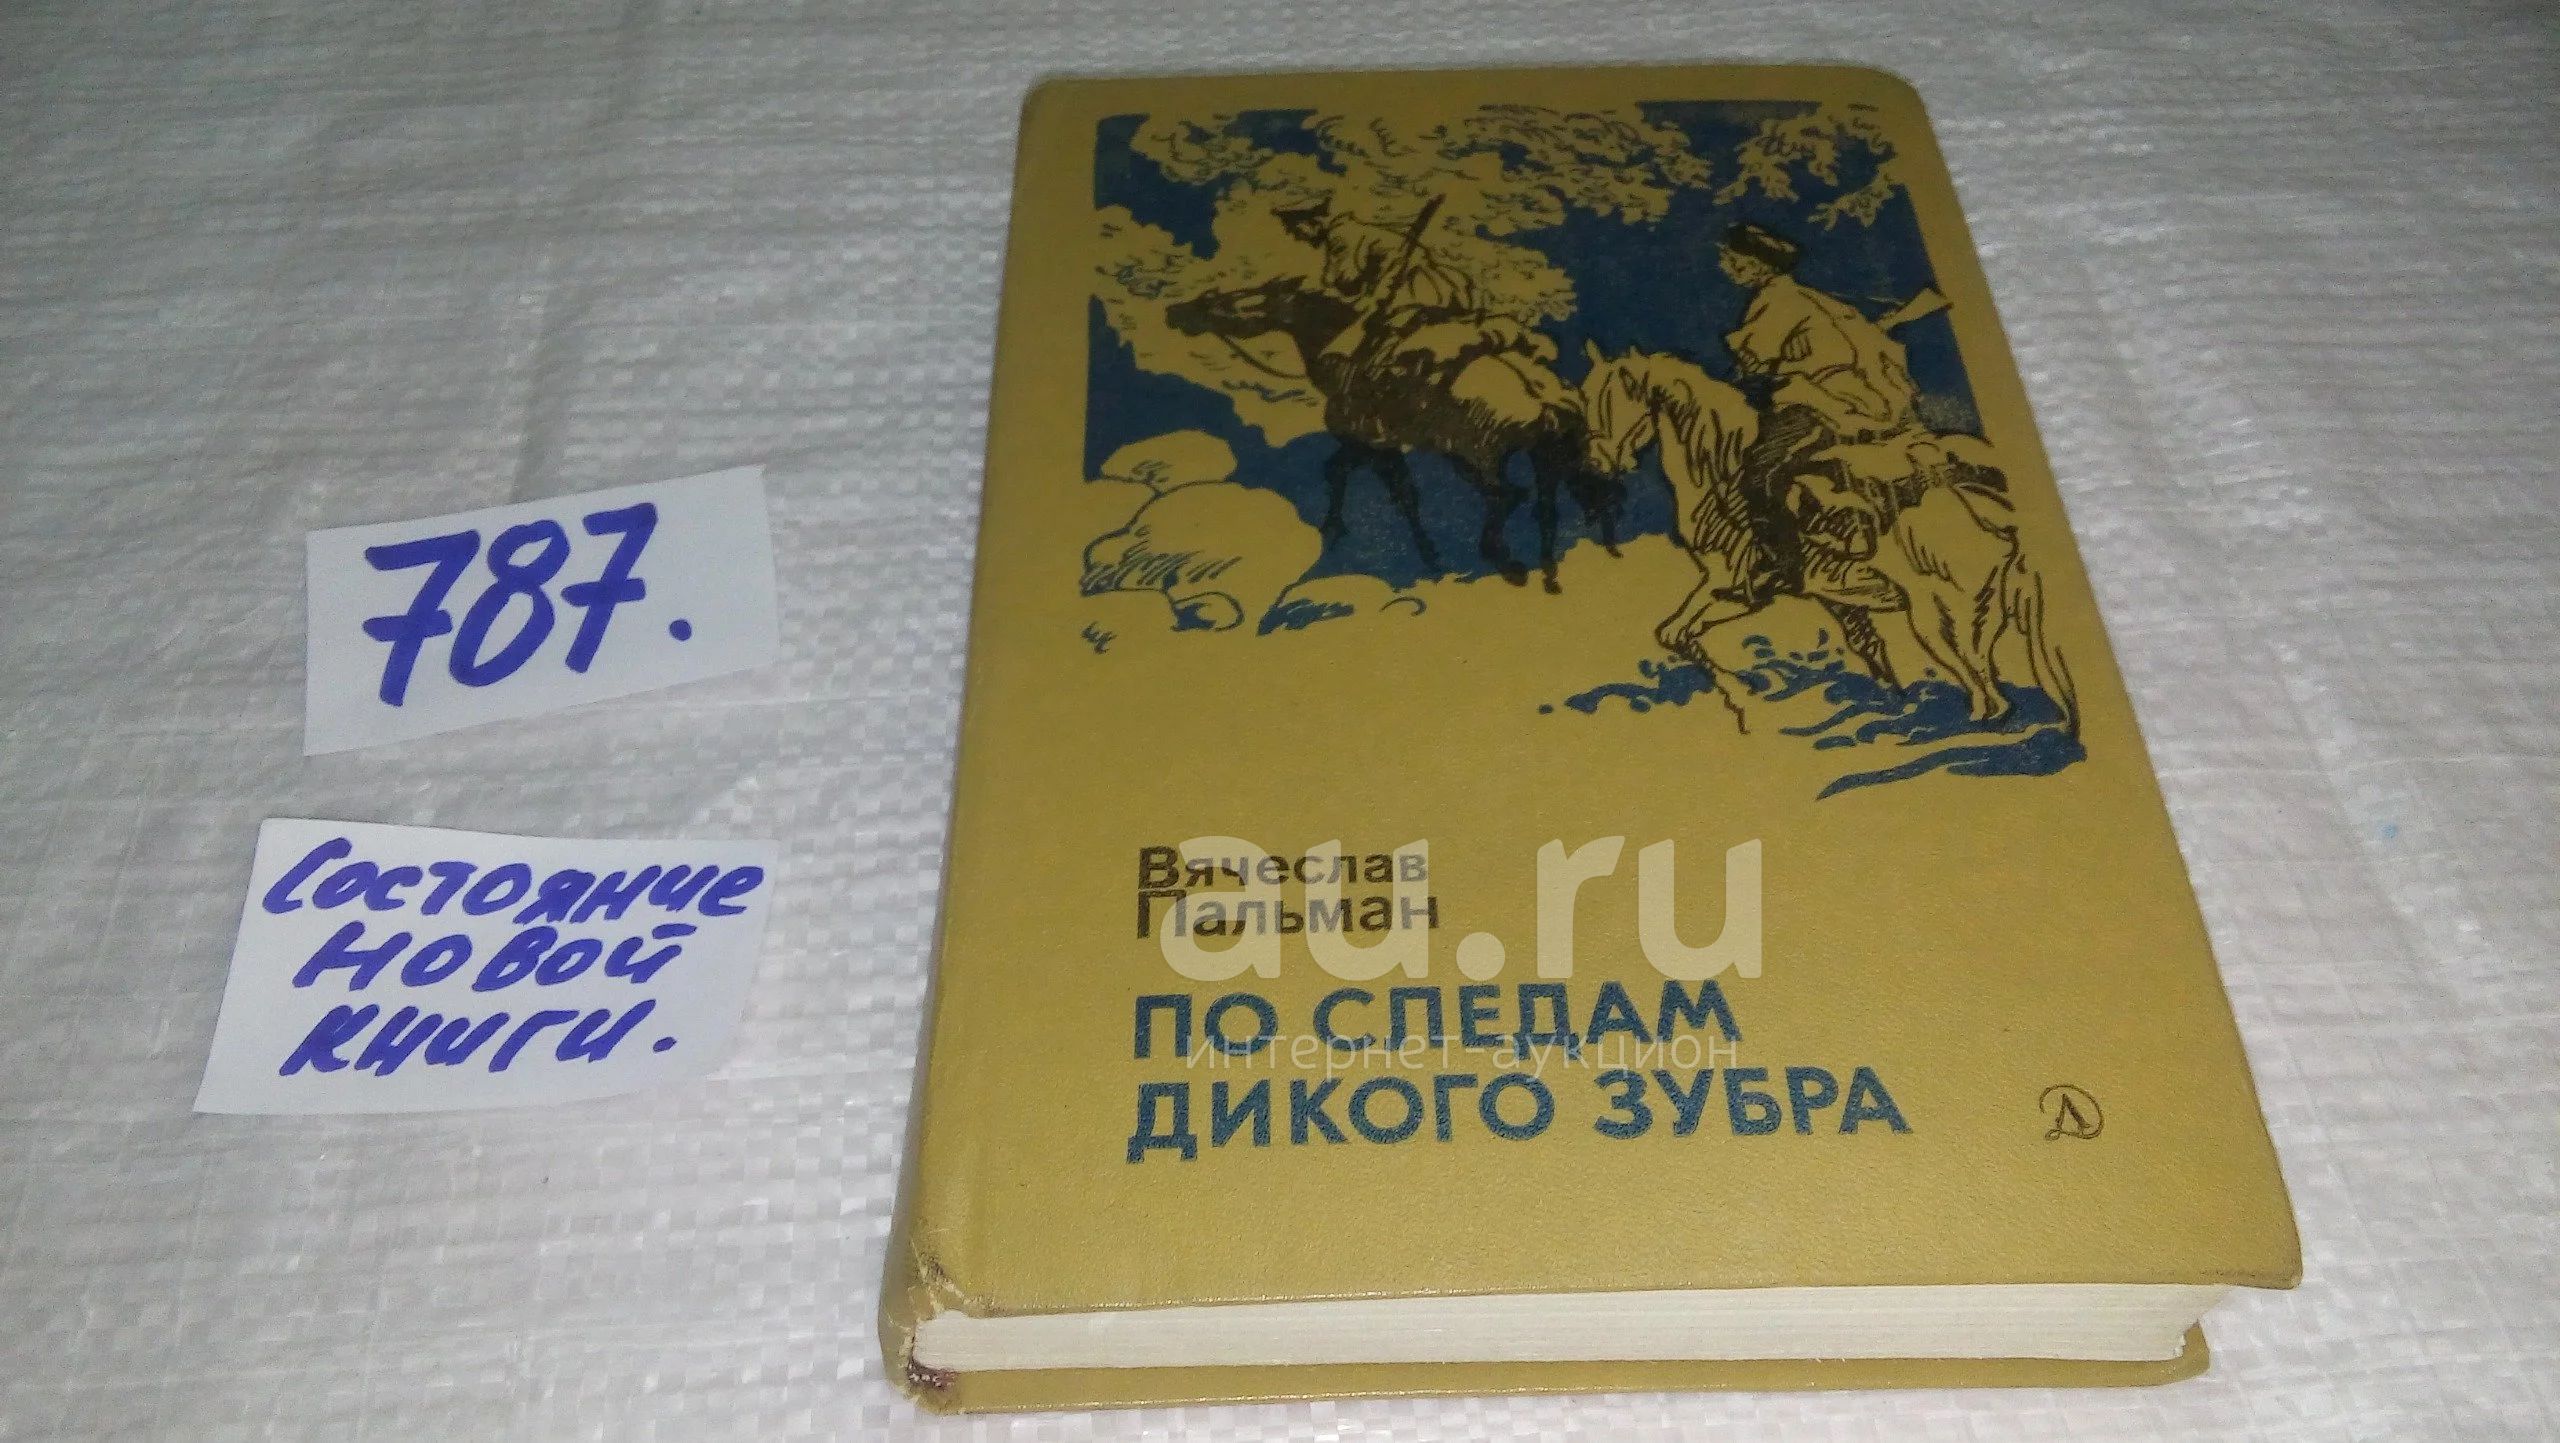 787.
Состояние
новой
книги.
Вячеслав
Пальман
ПО СЛЕДАМ
ДИКОГО ЗУБРА
au.ru
интернет-аукцион